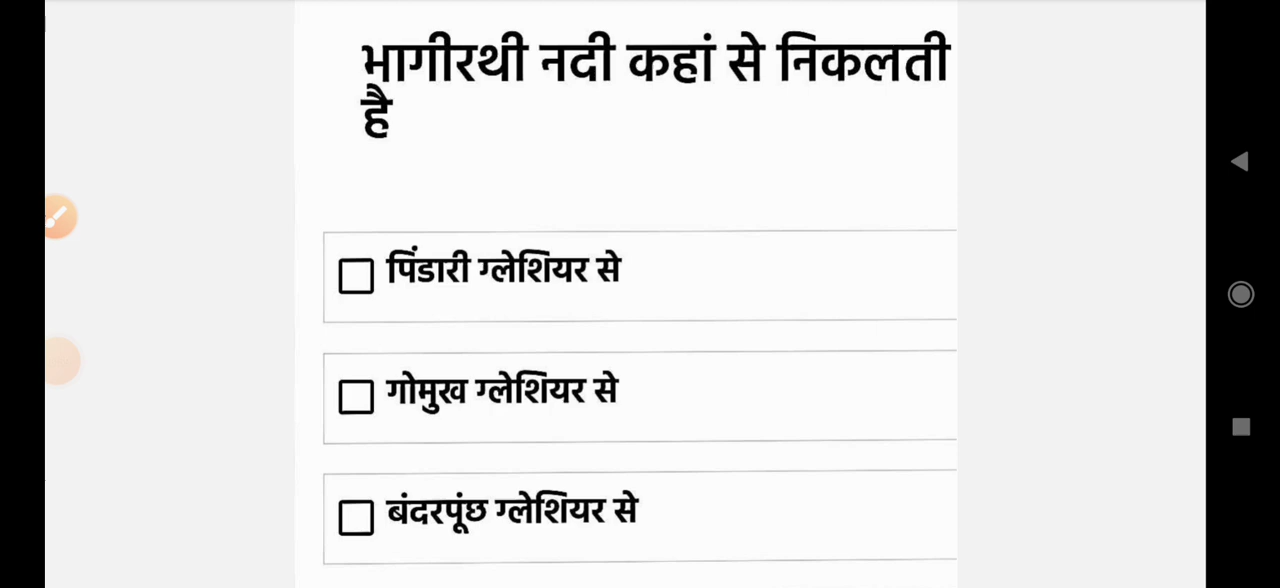 भागीरथी नदी कहां से निकलती
है
पिंडारी ग्लेशियर से
गोमुख ग्लेशियर से
बंदरपूंछ ग्लेशियर से